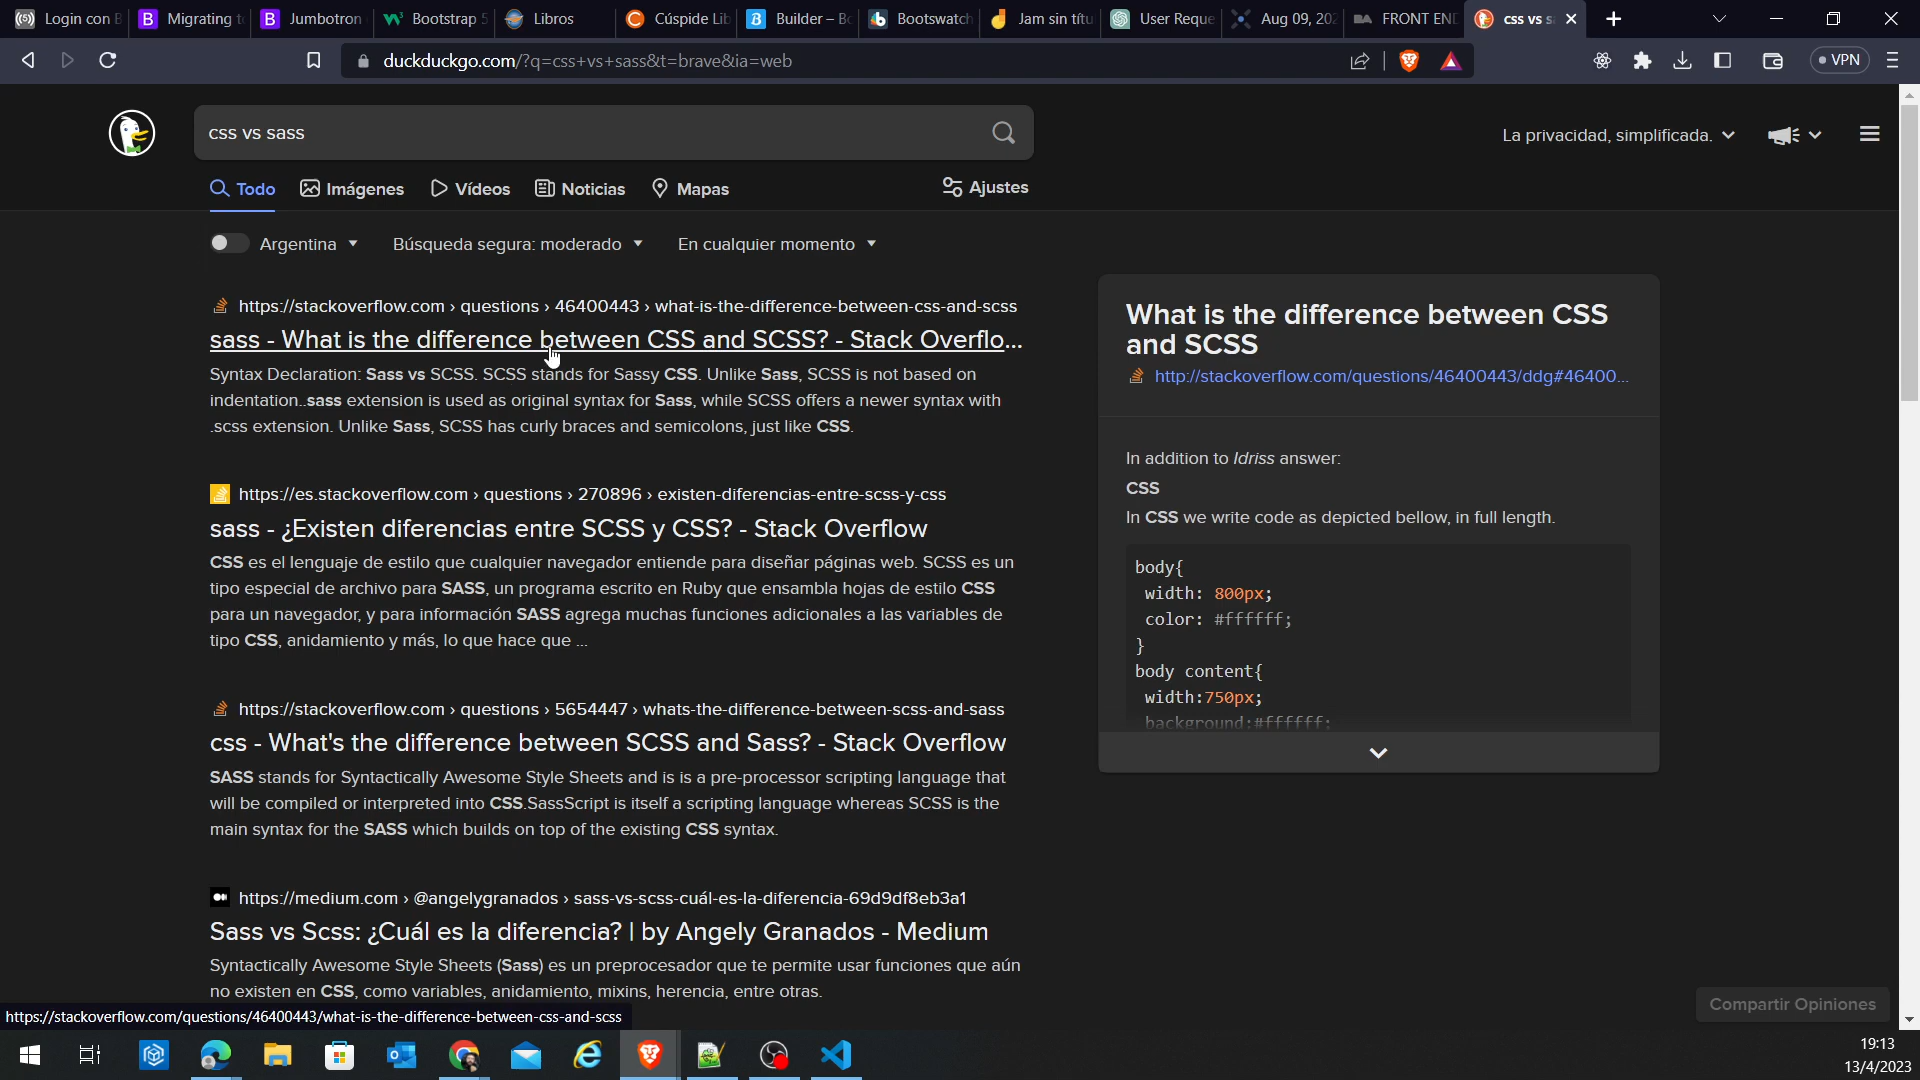 Login con B
Migrating t
Jumbotron
Bootstrap 5
Libros
Cúspide Lib
Builder – Bo
Bootswatch
Jam sin títu
User Reque
Aug 09, 202
FRONT END
css vs s
duckduckgo.com/?q=css+vs+sass&t=brave&ia=web
VPN
css vs sass
La privacidad, simplificada.
Todo
Imágenes
Vídeos
Noticias
Mapas
Ajustes
Argentina
Búsqueda segura: moderado
En cualquier momento
https://stackoverflow.com › questions › 46400443 › what-is-the-difference-between-css-and-scss
sass - What is the difference between CSS and SCSS? - Stack Overflo...
Syntax Declaration: Sass vs SCSS. SCSS stands for Sassy CSS. Unlike Sass, SCSS is not based on
indentation..sass extension is used as original syntax for Sass, while SCSS offers a newer syntax with
.scss extension. Unlike Sass, SCSS has curly braces and semicolons, just like CSS.
https://es.stackoverflow.com › questions › 270896 › existen-diferencias-entre-scss-y-css
sass - ¿Existen diferencias entre SCSS y CSS? - Stack Overflow
CSS es el lenguaje de estilo que cualquier navegador entiende para diseñar páginas web. SCSS es un
tipo especial de archivo para SASS, un programa escrito en Ruby que ensambla hojas de estilo CSS
para un navegador, y para información SASS agrega muchas funciones adicionales a las variables de
tipo CSS, anidamiento y más, lo que hace que ...
https://stackoverflow.com › questions › 5654447 › whats-the-difference-between-scss-and-sass
css - What's the difference between SCSS and Sass? - Stack Overflow
SASS stands for Syntactically Awesome Style Sheets and is is a pre-processor scripting language that
will be compiled or interpreted into CSS.SassScript is itself a scripting language whereas SCSS is the
main syntax for the SASS which builds on top of the existing CSS syntax.
https://medium.com › @angelygranados › sass-vs-scss-cuál-es-la-diferencia-69d9df8eb3a1
Sass vs Scss: ¿Cuál es la diferencia? | by Angely Granados - Medium
Syntactically Awesome Style Sheets (Sass) es un preprocesador que te permite usar funciones que aún
no existen en CSS, como variables, anidamiento, mixins, herencia, entre otras.
What is the difference between CSS
and SCSS
http://stackoverflow.com/questions/46400443/ddg#46400...
In addition to Idriss answer:
CSS
In CSS we write code as depicted bellow, in full length.
body{
width: 800px;
color: #ffffff;
}
body content{
width:750px;
background:#ffffff;
Compartir Opiniones
https://stackoverflow.com/questions/46400443/what-is-the-difference-between-css-and-scss
19:13
13/4/2023